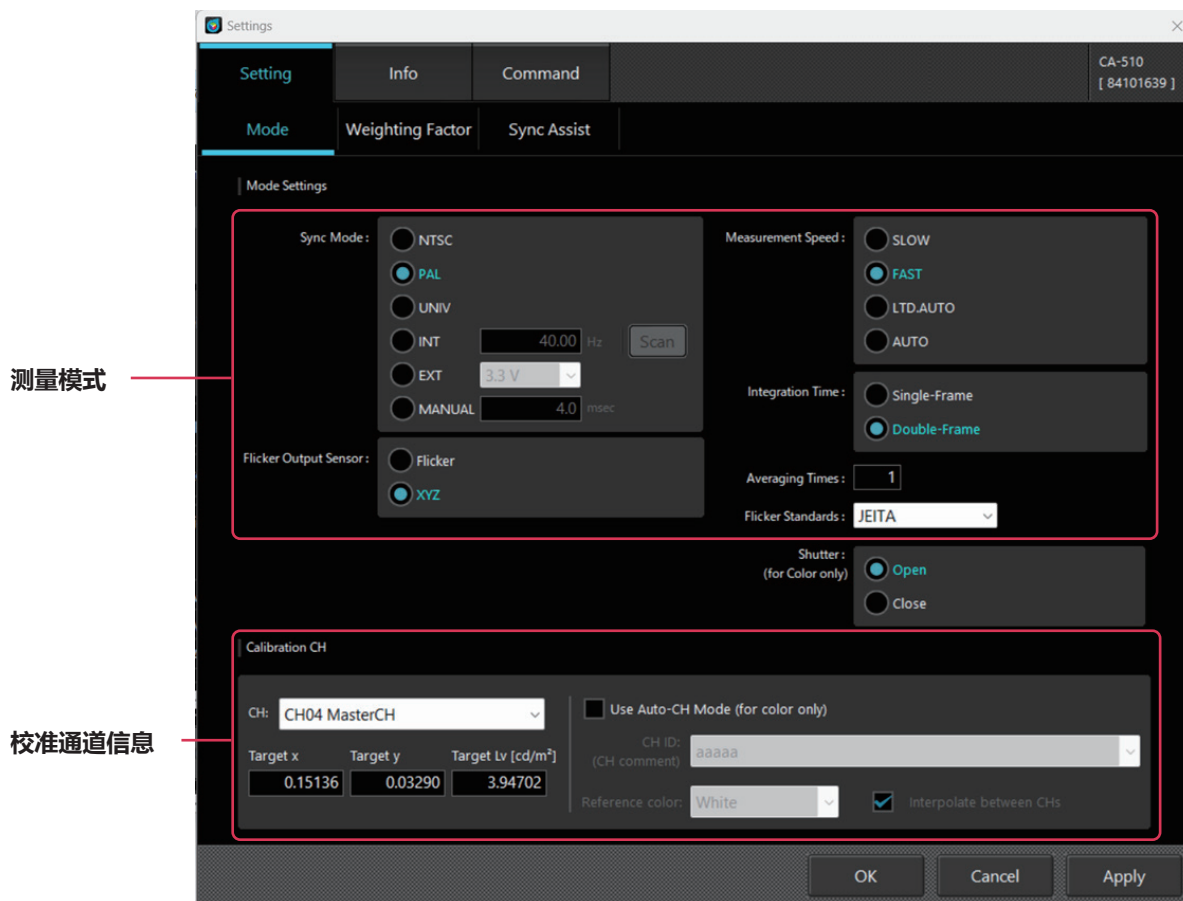 Settings
Setting
Info
Command
CA-510
[ 84101639 ]
Mode
Weighting Factor
Sync Assist
Mode Settings
测量模式
Sync Mode :
NTSC
PAL
UNIV
INT 40.00 Hz Scan
EXT 3.3 V
MANUAL 4.0 msec
Flicker Output Sensor :
Flicker
XYZ
Measurement Speed :
SLOW
FAST
LTD.AUTO
AUTO
Integration Time :
Single-Frame
Double-Frame
Averaging Times : 1
Flicker Standards : JEITA
Shutter :
(for Color only)
Open
Close
校准通道信息
Calibration CH
CH: CH04 MasterCH
Target x Target y Target Lv [cd/m²]
0.15136 0.03290 3.94702
Use Auto-CH Mode (for color only)
CH ID:
(CH comment)
aaaaa
Reference color: White
Interpolate between CHs
OK
Cancel
Apply